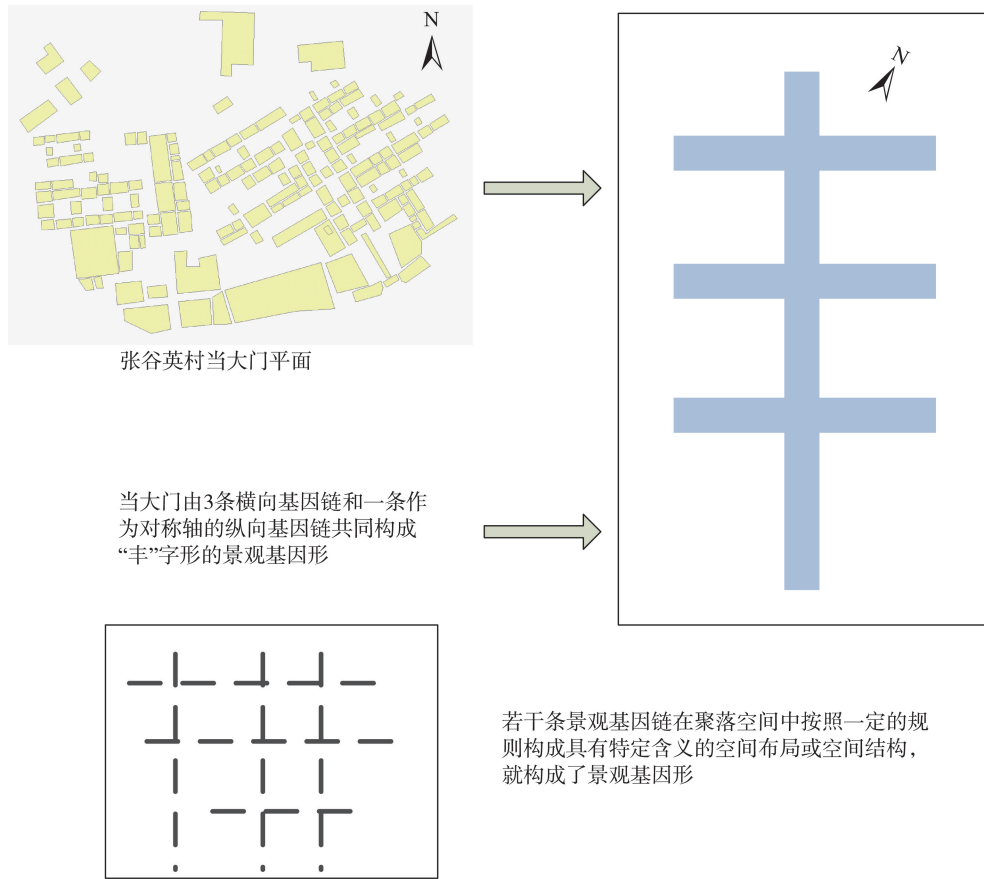 N
N
张谷英村当大门平面
当大门由3条横向基因链和一条作
为对称轴的纵向基因链共同构成
“丰”字形的景观基因形
若干条景观基因链在聚落空间中按照一定的规
则构成具有特定含义的空间布局或空间结构，
就构成了景观基因形